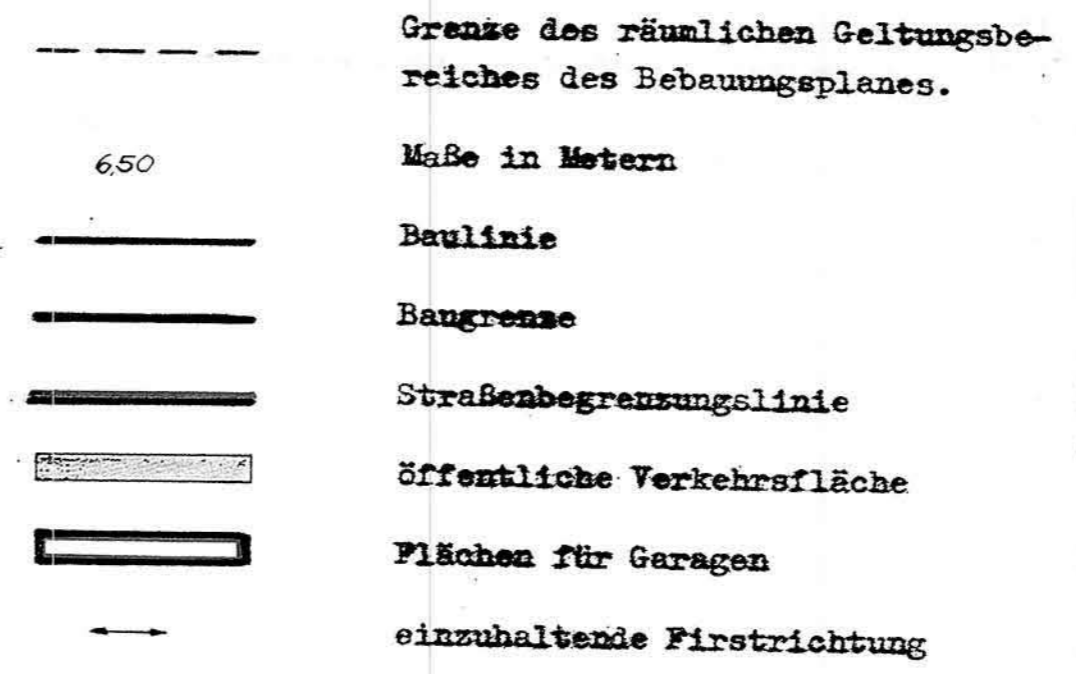 Grenze des räumlichen Geltungsbe-
reiches des Bebauungsplanes.
6,50 Maße in Metern
Baulinie
Baugrenze
Straßenbegrenzungslinie
öffentliche Verkehrsfläche
Flächen für Garagen
einzuhaltende Firstrichtung